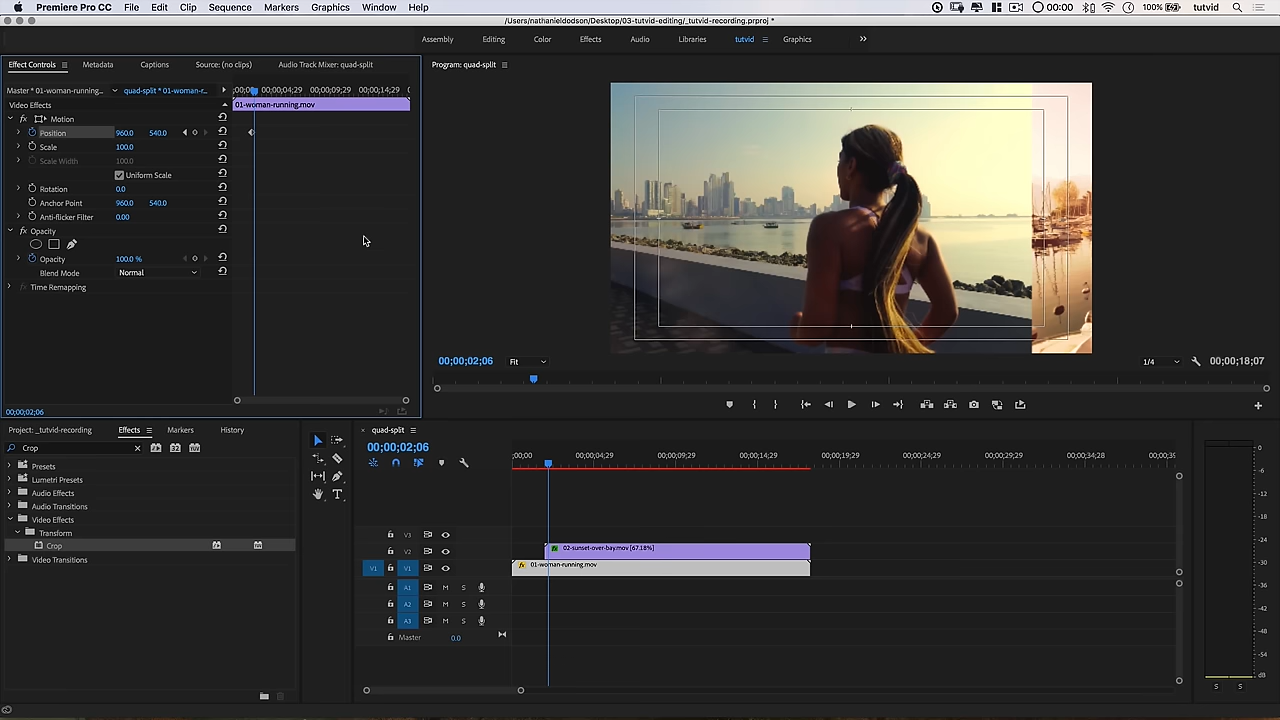 Premiere Pro CC File Edit Clip Sequence Markers Graphics Window Help 00:00 100% tutvid
/Users/nathanieldodson/Desktop/03-tutvid-editing/_tutvid-recording.prproj *
Assembly Editing Color Effects Audio Libraries tutvid Graphics
Effect Controls Metadata Captions Source: (no clips) Audio Track Mixer: quad-split
Program: quad-split
Master * 01-woman-running... quad-split * 01-woman-r...
;00;00 00;00;04;29 00;00;09;29 00;00;14;29
Video Effects
01-woman-running.mov
fx Motion
Position 960.0 540.0
Scale 100.0
Scale Width 100.0
Uniform Scale
Rotation 0.0
Anchor Point 960.0 540.0
Anti-flicker Filter 0.00
fx Opacity
Opacity 100.0 %
Blend Mode Normal
fx Time Remapping
00;00;02;06
00;00;02;06 Fit 1/4 00;00;18;07
Project: _tutvid-recording Effects Markers History
Crop
Presets
Lumetri Presets
Audio Effects
Audio Transitions
Video Effects
Transform
Crop
Video Transitions
× quad-split
00;00;02;06
;00;00 00;00;04;29 00;00;09;29 00;00;14;29 00;00;19;29 00;00;24;29 00;00;29;29 00;00;34;28 00;00;39
V3
V2 fx 02-sunset-over-bay.mov [67.18%]
V1 V1 fx 01-woman-running.mov
A1 M S
A2 M S
A3 M S
Master 0.0
0
-6
-12
-18
-24
-30
-36
-42
-48
-54
dB
S S